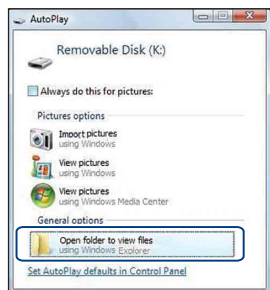 AutoPlay
Removable Disk (K:)
Always do this for pictures:
Pictures options
Import pictures
using Windows
View pictures
using Windows
View pictures
using Windows Media Center
General options
Open folder to view files
using Windows Explorer
Set AutoPlay defaults in Control Panel